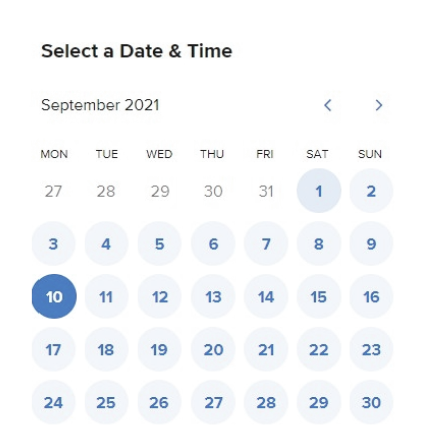 Select a Date & Time
September 2021
MON TUE WED THU FRI SAT SUN
27 28 29 30 31 1 2
3 4 5 6 7 8 9
10 11 12 13 14 15 16
17 18 19 20 21 22 23
24 25 26 27 28 29 30